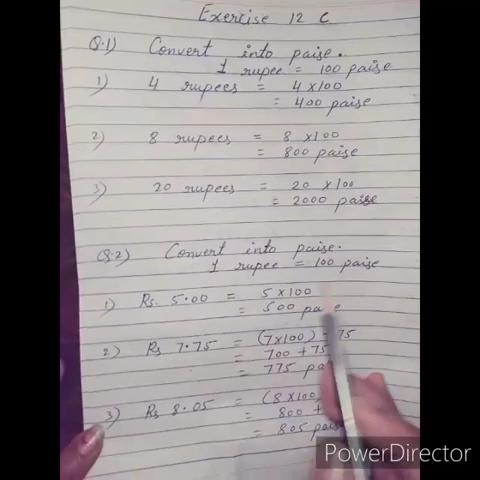 Exercise 12 C
Q.1) Convert into paise.
1 rupee = 100 paise
1) 4 rupees = 4 x 100
= 400 paise
2) 8 rupees = 8 x 100
= 800 paise
3) 20 rupees = 20 x 100
= 2000 paise
Q.2) Convert into paise.
1 rupee = 100 paise
1) Rs. 5.00 = 5 x 100
= 500 paise
2) Rs 7.75 = (7x100) + 75
= 700 + 75
= 775 pa
3) Rs 8.05 = (8 x 100)
= 800 +
= 805 paise
PowerDirector